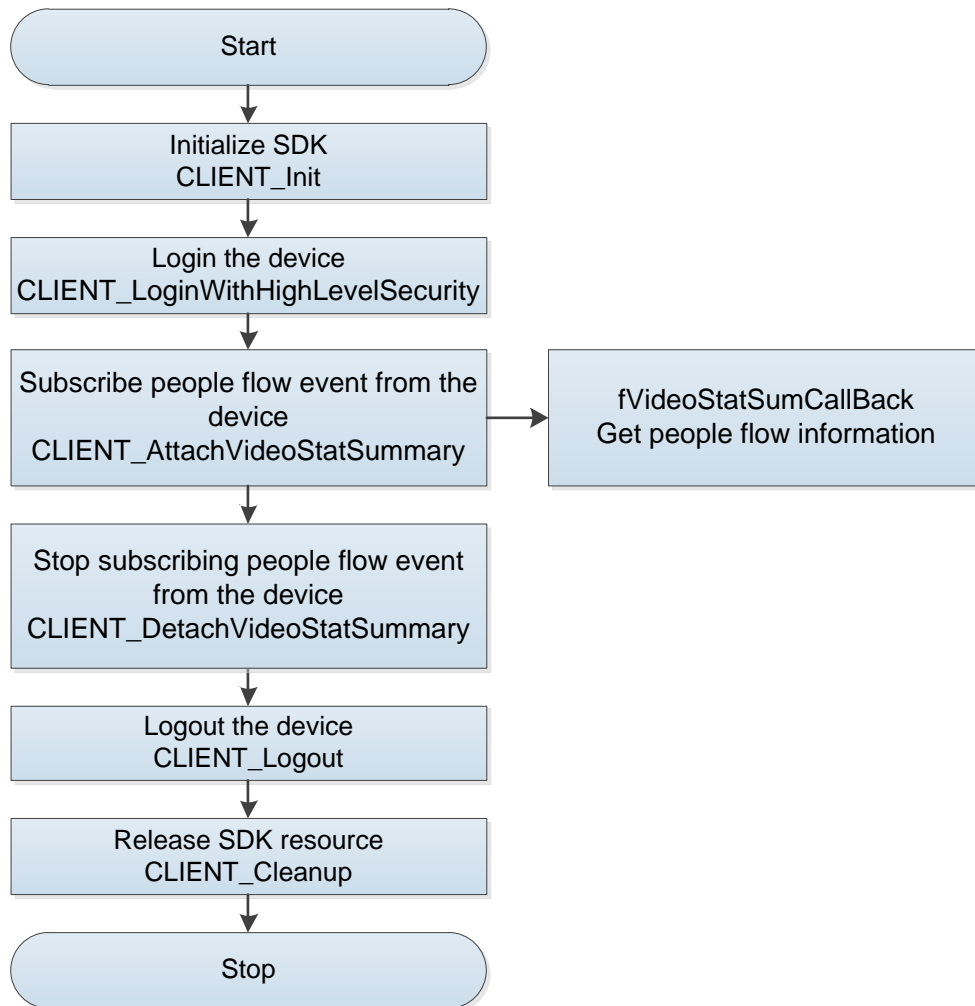 Start
Initialize SDK
CLIENT_Init
Login the device
CLIENT_LoginWithHighLevelSecurity
Subscribe people flow event from the
device
CLIENT_AttachVideoStatSummary
fVideoStatSumCallBack
Get people flow information
Stop subscribing people flow event
from the device
CLIENT_DetachVideoStatSummary
Logout the device
CLIENT_Logout
Release SDK resource
CLIENT_Cleanup
Stop